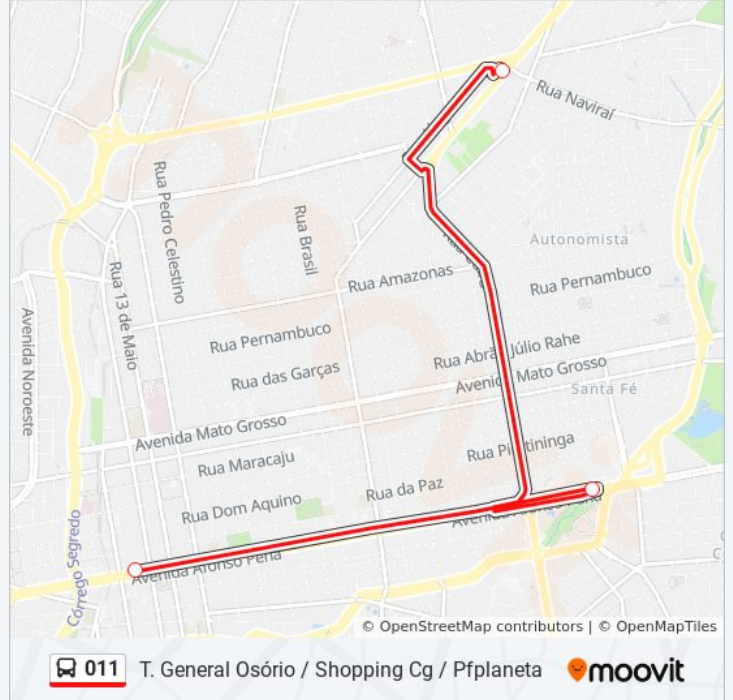 Rua Naviraí
Rua Pedro Celestino
Rua Brasil
Autonomista
Rua 13 de Maio
Rua Amazonas
Rua Pernambuco
Avenida Noroeste
Rua Pernambuco
Rua Abrão Júlio Rahe
Rua das Garças
Avenida Mato Grosso
Santa Fé
Avenida Mato Grosso
Rua Piratininga
Rua Maracaju
Rua da Paz
Rua Dom Aquino
Avenida Afonso Pena
Córrego Segredo
Avenida Afonso Pena
© OpenStreetMap contributors | © OpenMapTiles
011 T. General Osório / Shopping Cg / Pfplaneta moovit